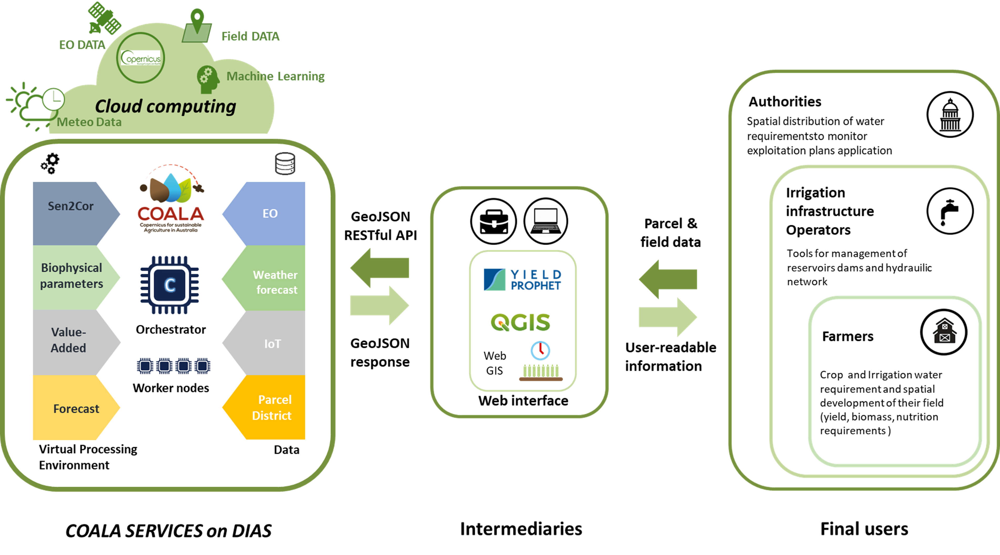 EO DATA
Field DATA
Copernicus
Europe's eyes on Earth
Machine Learning
Cloud computing
Meteo Data
COALA
Copernicus for sustainable
Agriculture in Australia
Sen2Cor
Biophysical
parameters
Value-
Added
Forecast
Virtual Processing
Environment
C
Orchestrator
Worker nodes
EO
Weather
forecast
IoT
Parcel
District
Data
COALA SERVICES on DIAS
GeoJSON
RESTful API
GeoJSON
response
YIELD
PROPHET
QGIS
Web
GIS
Web interface
Intermediaries
Parcel &
field data
User-readable
information
Authorities
Spatial distribution of water
requirementsto monitor
exploitation plans application
Irrigation
infrastructure
Operators
Tools for management of
reservoirs dams and hydrauilic
network
Farmers
Crop and Irrigation water
requirement and spatial
development of their field
(yield, biomass, nutrition
requirements )
Final users